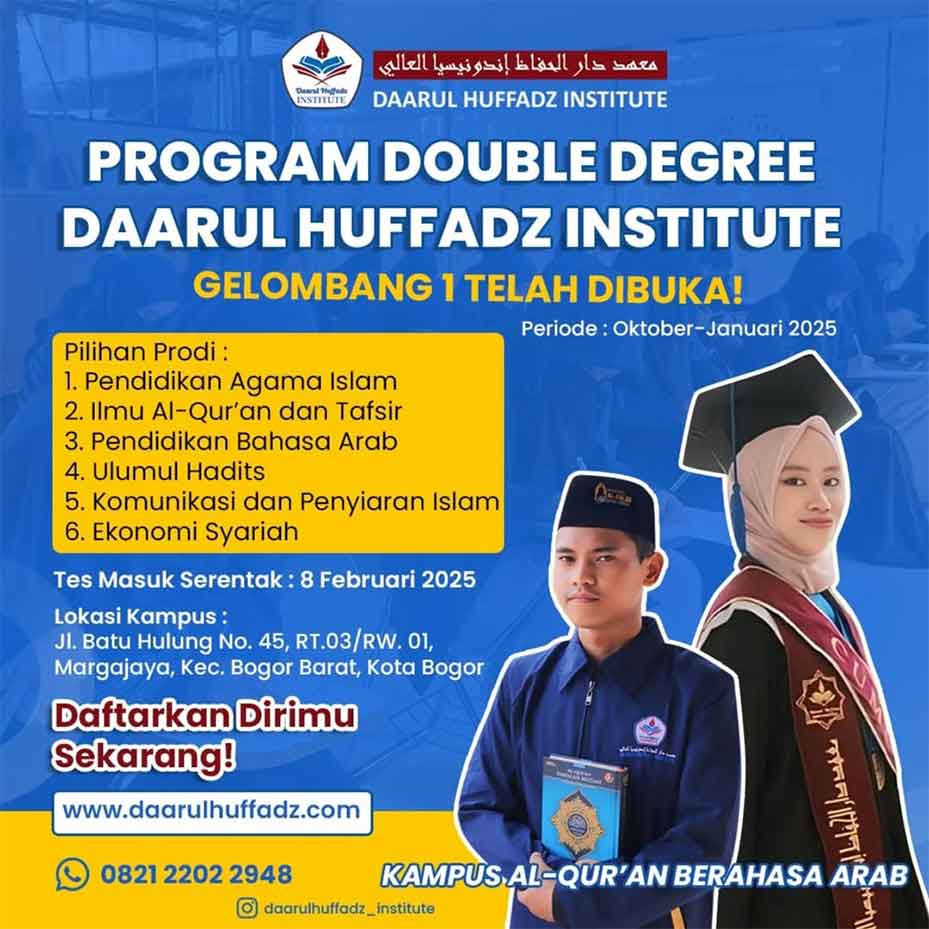 Daarul Huffadz
INSTITUTE
معهد دار الحفاظ إندونيسيا العالي
DAARUL HUFFADZ INSTITUTE
PROGRAM DOUBLE DEGREE
DAARUL HUFFADZ INSTITUTE
GELOMBANG 1 TELAH DIBUKA!
Periode : Oktober-Januari 2025
Pilihan Prodi :
1. Pendidikan Agama Islam
2. Ilmu Al-Qur’an dan Tafsir
3. Pendidikan Bahasa Arab
4. Ulumul Hadits
5. Komunikasi dan Penyiaran Islam
6. Ekonomi Syariah
Tes Masuk Serentak : 8 Februari 2025
Lokasi Kampus :
Jl. Batu Hulung No. 45, RT.03/RW. 01,
Margajaya, Kec. Bogor Barat, Kota Bogor
Daftarkan Dirimu
Sekarang!
www.daarulhuffadz.com
0821 2202 2948
daarulhuffadz_institute
KAMPUS AL-QUR’AN BERAHASA ARAB